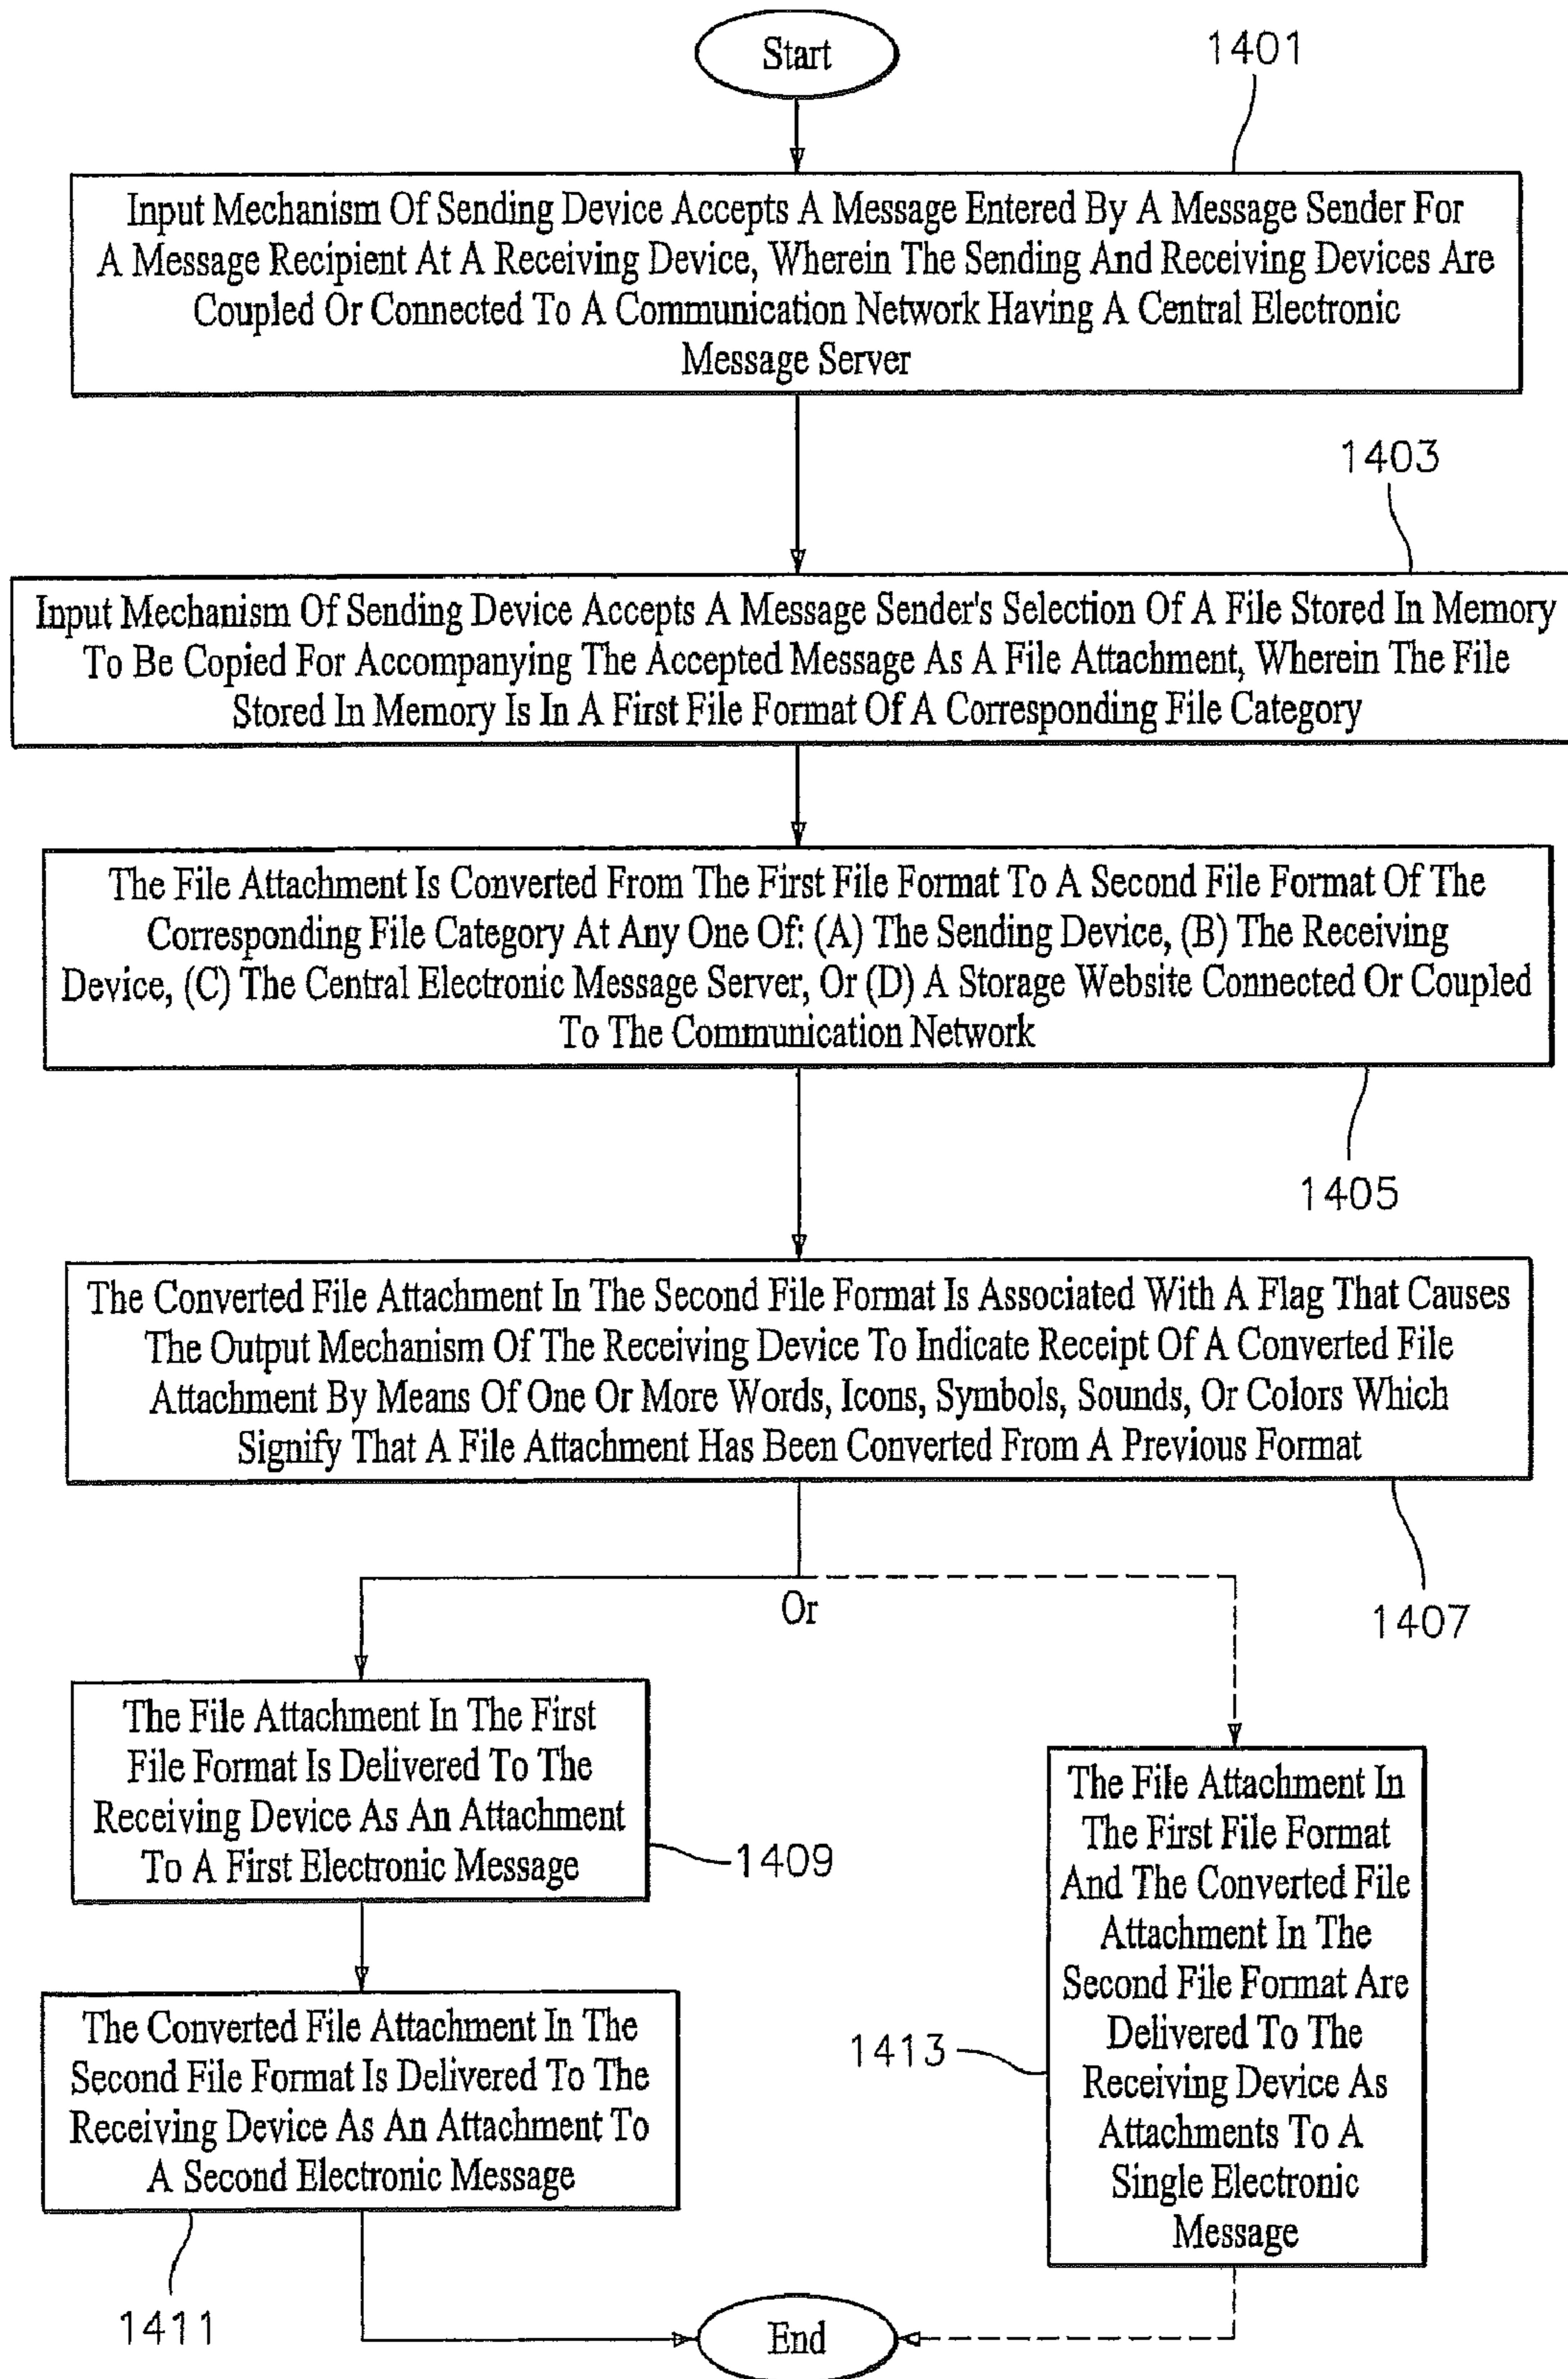 Start
1401
Input Mechanism Of Sending Device Accepts A Message Entered By A Message Sender For
A Message Recipient At A Receiving Device, Wherein The Sending And Receiving Devices Are
Coupled Or Connected To A Communication Network Having A Central Electronic
Message Server
1403
Input Mechanism Of Sending Device Accepts A Message Sender's Selection Of A File Stored In Memory
To Be Copied For Accompanying The Accepted Message As A File Attachment, Wherein The File
Stored In Memory Is In A First File Format Of A Corresponding File Category
The File Attachment Is Converted From The First File Format To A Second File Format Of The
Corresponding File Category At Any One Of: (A) The Sending Device, (B) The Receiving
Device, (C) The Central Electronic Message Server, Or (D) A Storage Website Connected Or Coupled
To The Communication Network
1405
The Converted File Attachment In The Second File Format Is Associated With A Flag That Causes
The Output Mechanism Of The Receiving Device To Indicate Receipt Of A Converted File
Attachment By Means Of One Or More Words, Icons, Symbols, Sounds, Or Colors Which
Signify That A File Attachment Has Been Converted From A Previous Format
Or
1407
The File Attachment In The First
File Format Is Delivered To The
Receiving Device As An Attachment
To A First Electronic Message
1409
The Converted File Attachment In The
Second File Format Is Delivered To The
Receiving Device As An Attachment To
A Second Electronic Message
1411
The File Attachment In
The First File Format
And The Converted File
Attachment In The
Second File Format Are
Delivered To The
Receiving Device As
Attachments To A
Single Electronic
Message
1413
End